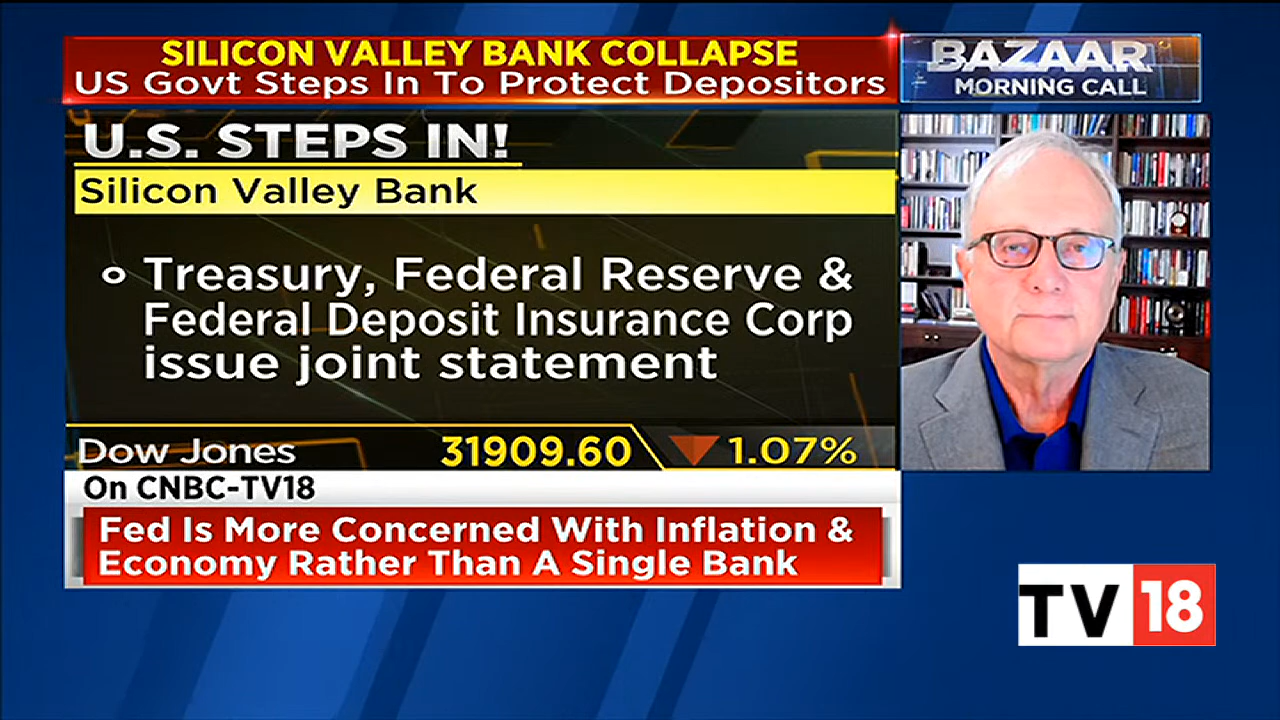 SILICON VALLEY BANK COLLAPSE
US Govt Steps In To Protect Depositors
BAZAAR
MORNING CALL
U.S. STEPS IN!
Silicon Valley Bank
Treasury, Federal Reserve &
Federal Deposit Insurance Corp
issue joint statement
Dow Jones 31909.60 1.07%
On CNBC-TV18
Fed Is More Concerned With Inflation &
Economy Rather Than A Single Bank
TV18